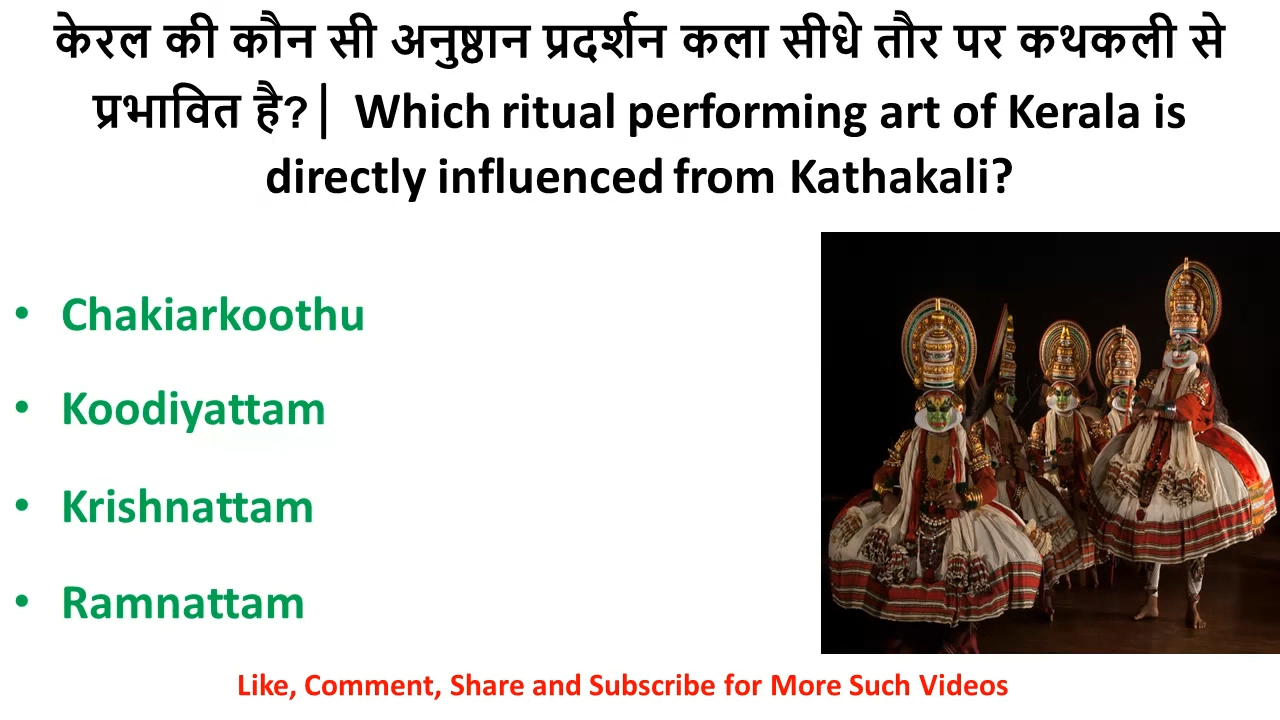 केरल की कौन सी अनुष्ठान प्रदर्शन कला सीधे तौर पर कथकली से
प्रभावित है?| Which ritual performing art of Kerala is
directly influenced from Kathakali?
• Chakiarkoothu
• Koodiyattam
• Krishnattam
• Ramnattam
Like, Comment, Share and Subscribe for More Such Videos